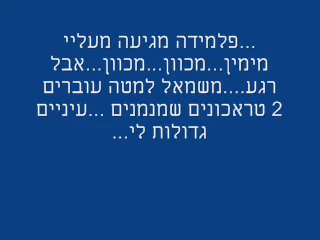 ...פלמידה מגיעה מעליי
מימין...מכוון...מכוון...אבל
רגע....משמאל למטה עוברים
2 טראכונים שמנמנים ...עיניים
גדולות לי...